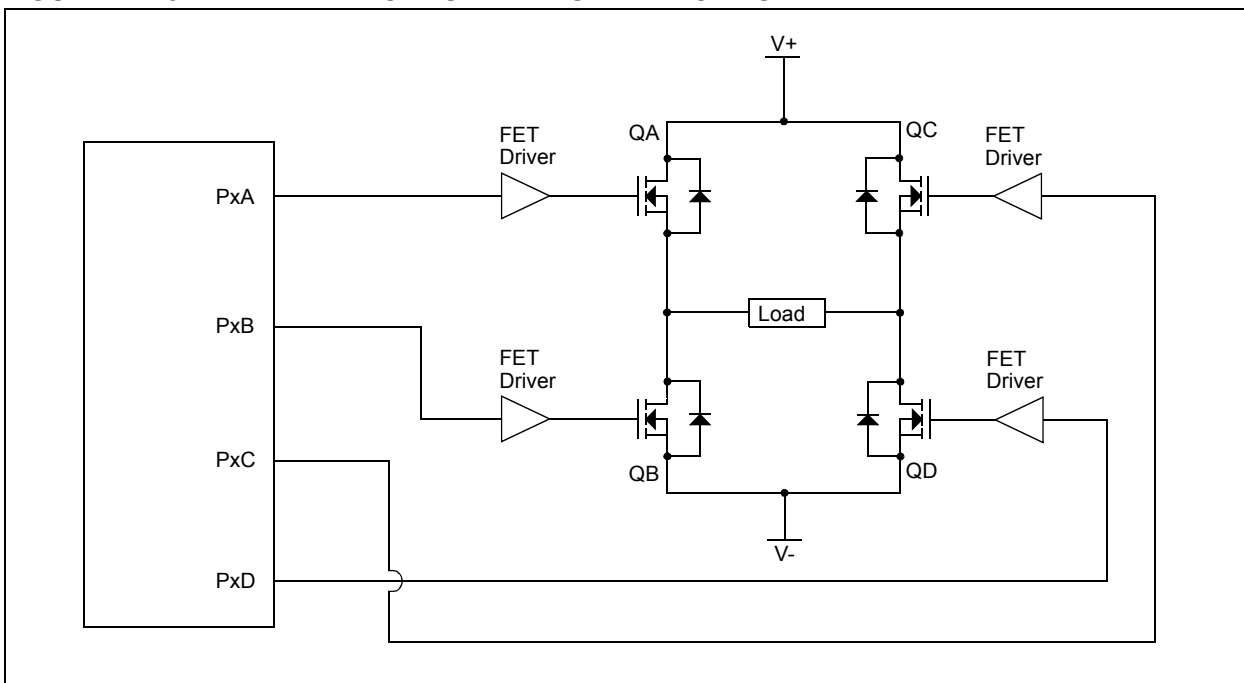 V+
QA
QC
FET
Driver
FET
Driver
PxA
PxB
Load
FET
Driver
FET
Driver
PxC
QB
QD
V-
PxD